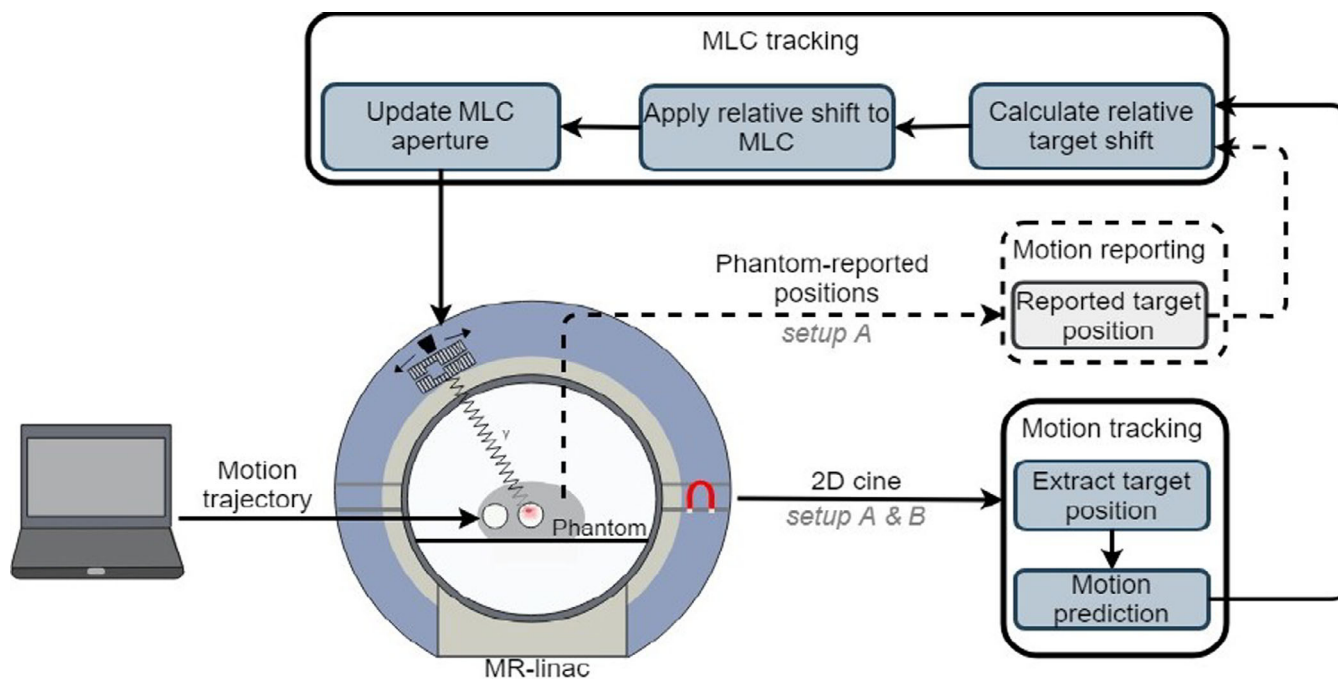 MLC tracking
Update MLC
aperture
Apply relative shift to
MLC
Calculate relative
target shift
Phantom-reported
positions
setup A
Motion reporting
Reported target
position
Motion
trajectory
γ
Phantom
MR-linac
2D cine
setup A & B
Motion tracking
Extract target
position
Motion
prediction